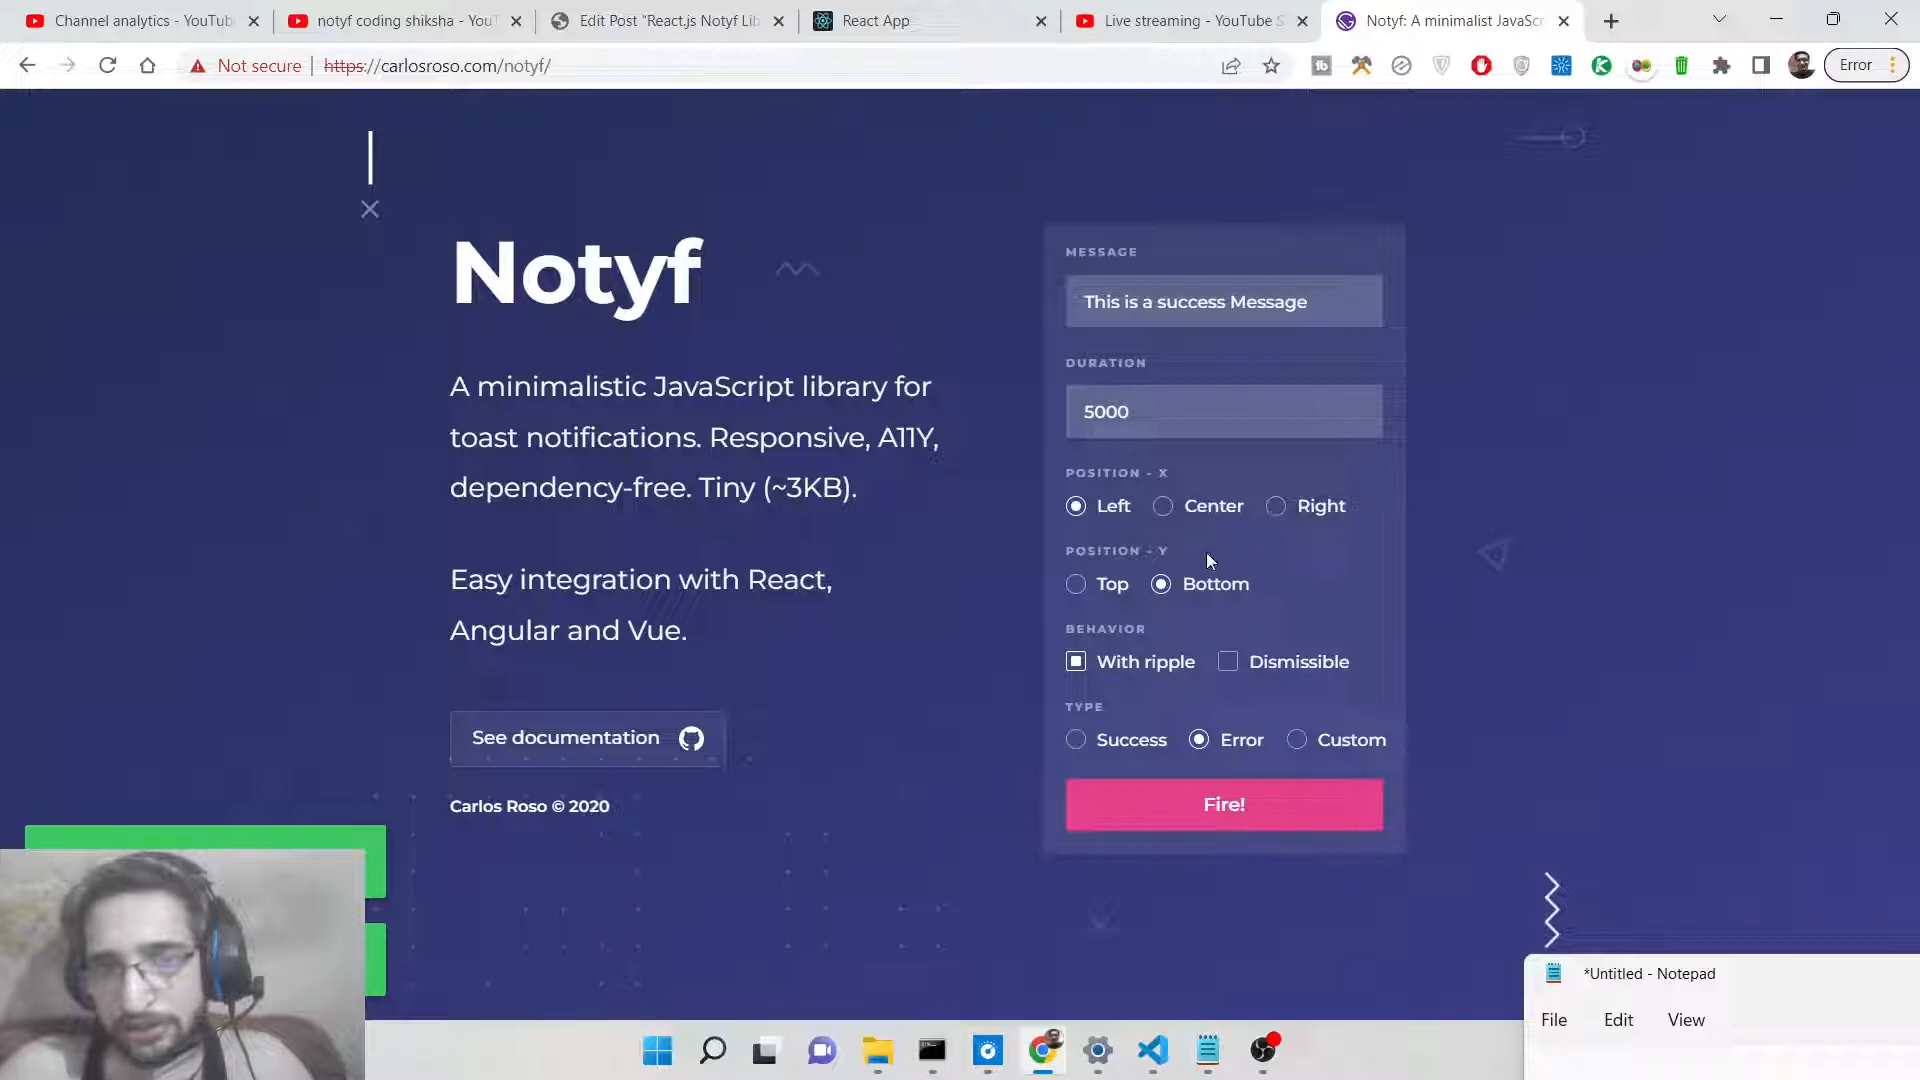 Channel analytics - YouTub
notyf coding shiksha - YouT
Edit Post "React.js Notyf Lib
React App
Live streaming - YouTube S
Notyf: A minimalist JavaScr
Not secure
https://carlosroso.com/notyf/
Error
Notyf
A minimalistic JavaScript library for
toast notifications. Responsive, A11Y,
dependency-free. Tiny (~3KB).
Easy integration with React,
Angular and Vue.
See documentation
Carlos Roso © 2020
MESSAGE
This is a success Message
DURATION
5000
POSITION - X
Left Center Right
POSITION - Y
Top Bottom
BEHAVIOR
With ripple Dismissible
TYPE
Success Error Custom
Fire!
*Untitled - Notepad
File Edit View